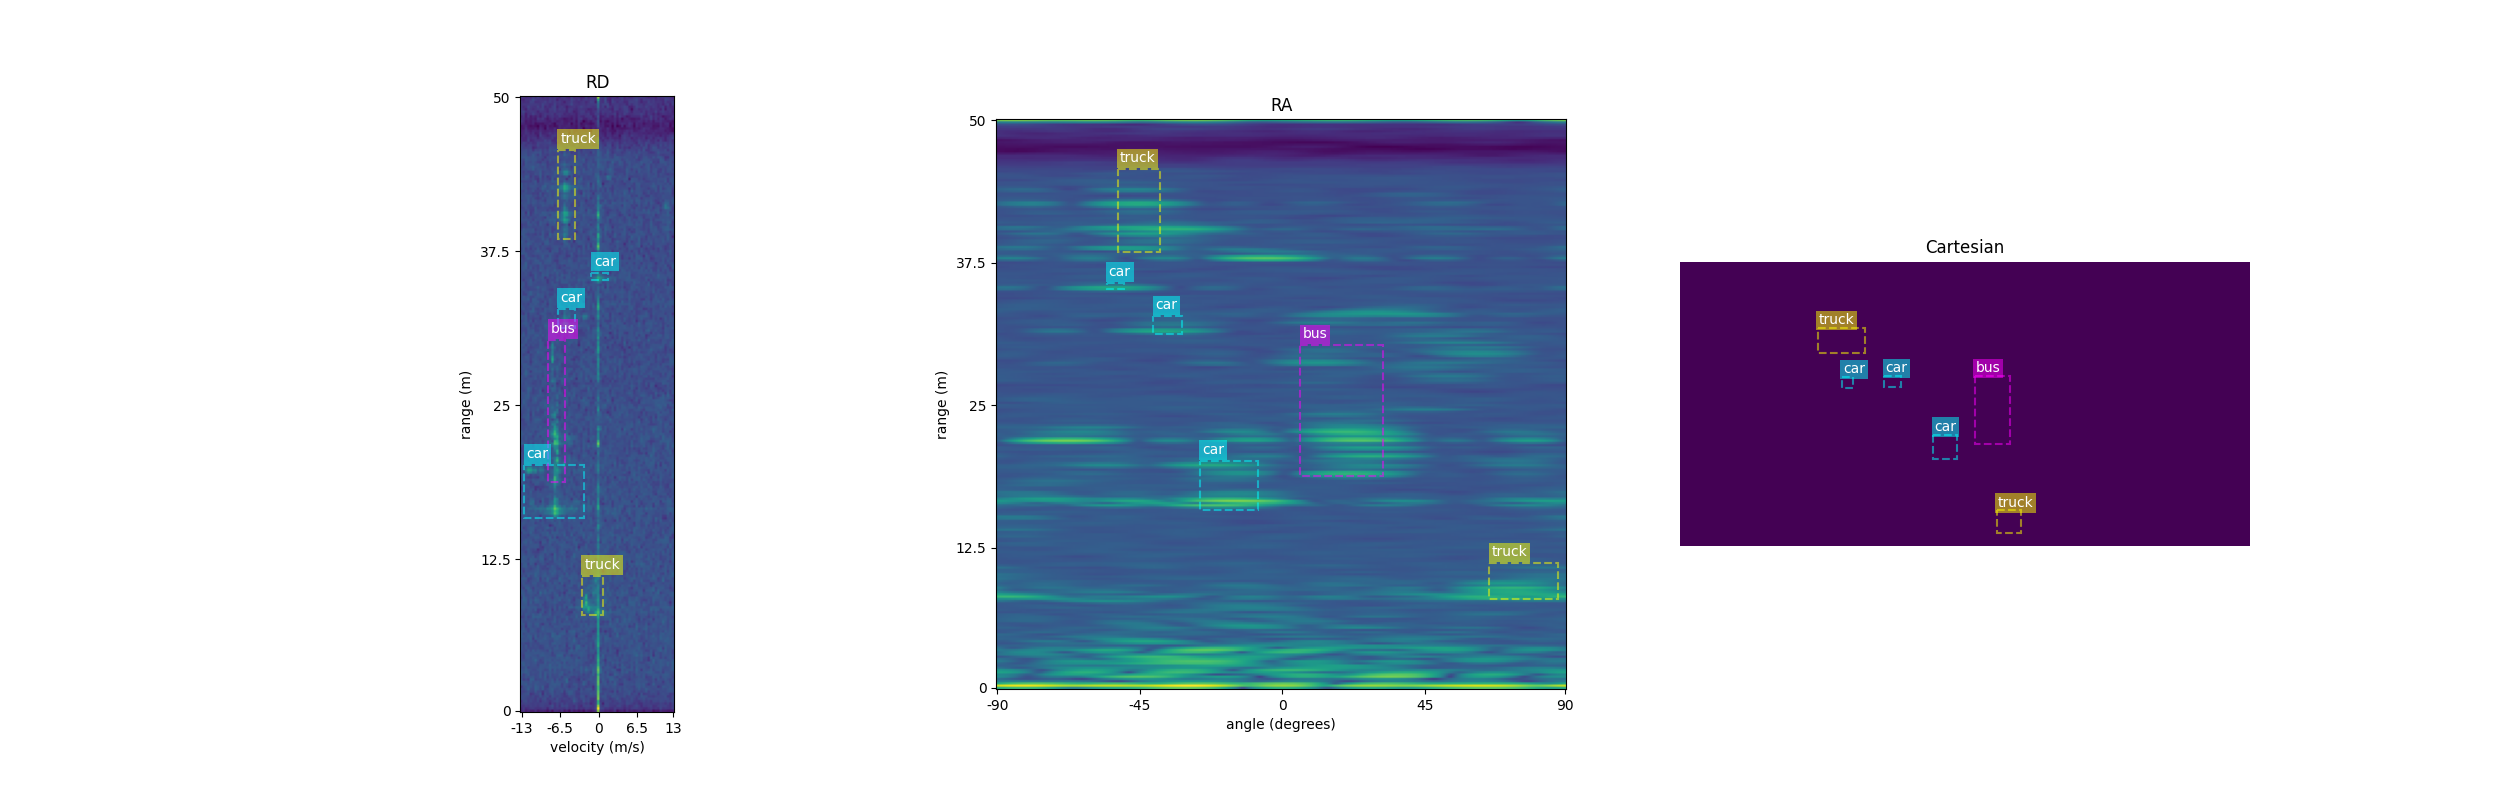 RD
50
37.5
25
12.5
0
range (m)
-13 -6.5 0 6.5 13
velocity (m/s)
truck
car
car
bus
car
truck
RA
50
37.5
25
12.5
0
range (m)
-90 -45 0 45 90
angle (degrees)
truck
car
car
bus
car
truck
Cartesian
truck
car
car
bus
car
truck